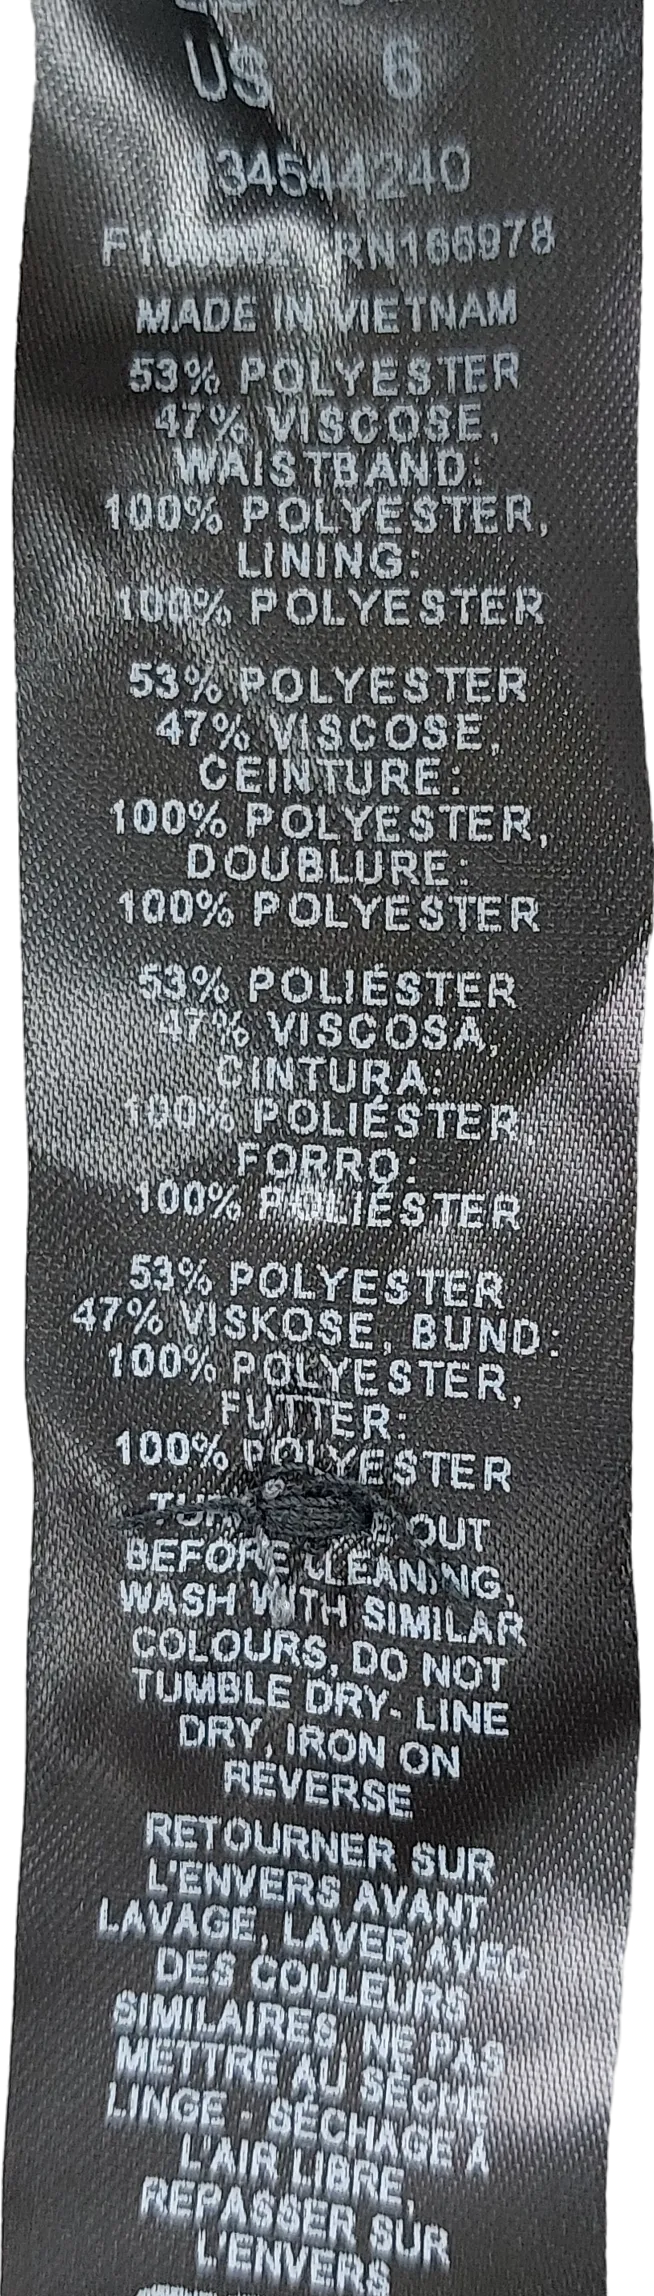 US 6
134544240
RN166978
MADE IN VIETNAM
53% POLYESTER
47% VISCOSE,
WAISTBAND:
100% POLYESTER,
LINING:
100% POLYESTER
53% POLYESTER
47% VISCOSE,
CEINTURE:
100% POLYESTER,
DOUBLURE:
100% POLYESTER
53% POLIÉSTER
47% VISCOSA,
CINTURA:
100% POLIÉSTER,
FORRO:
100% POLIÉSTER
53% POLYESTER
47% VISKOSE, BUND:
100% POLYESTER,
FUTTER:
100% POLYESTER
OUT
BEFORE CLEANING,
WASH WITH SIMILAR
COLOURS, DO NOT
TUMBLE DRY- LINE
DRY, IRON ON
REVERSE
RETOURNER SUR
L'ENVERS AVANT
LAVAGE, LAVER AVEC
DES COULEURS
SIMILAIRES, NE PAS
METTRE AU SÈCHE
LINGE - SÉCHAGE À
L'AIR LIBRE,
REPASSER SUR
L'ENVERS